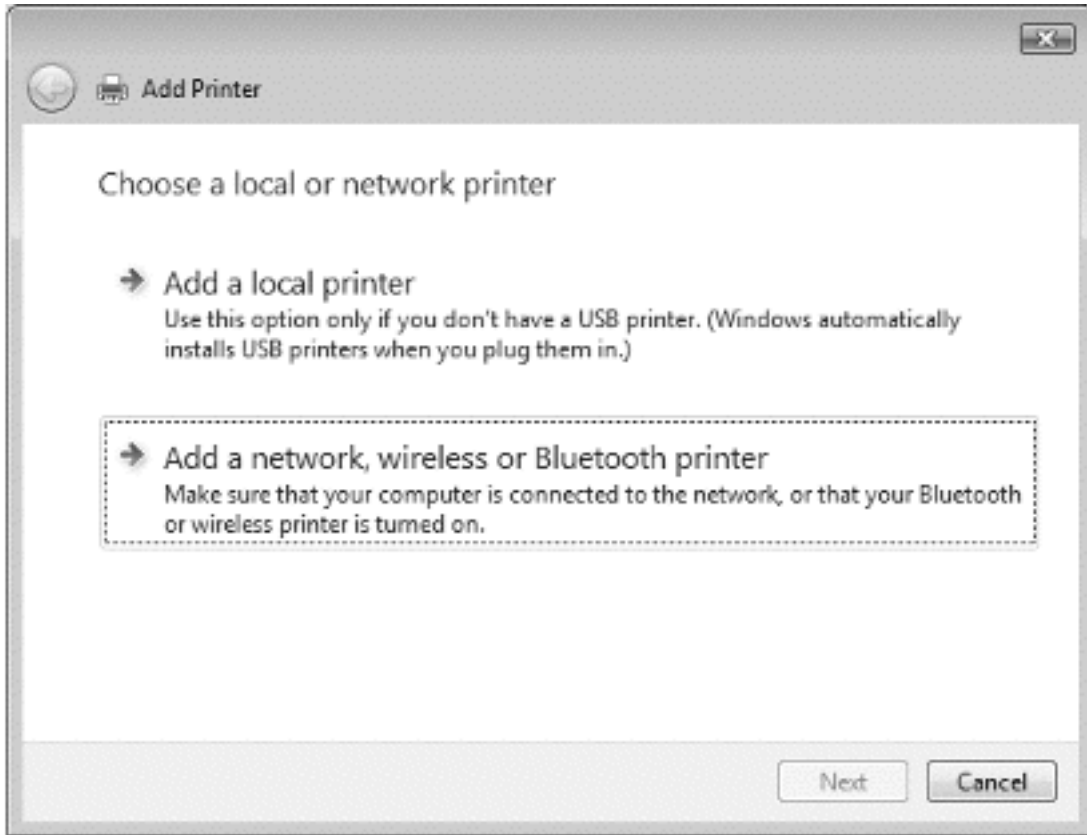 Add Printer
Choose a local or network printer
Add a local printer
Use this option only if you don't have a USB printer. (Windows automatically
installs USB printers when you plug them in.)
Add a network, wireless or Bluetooth printer
Make sure that your computer is connected to the network, or that your Bluetooth
or wireless printer is turned on.
Next Cancel